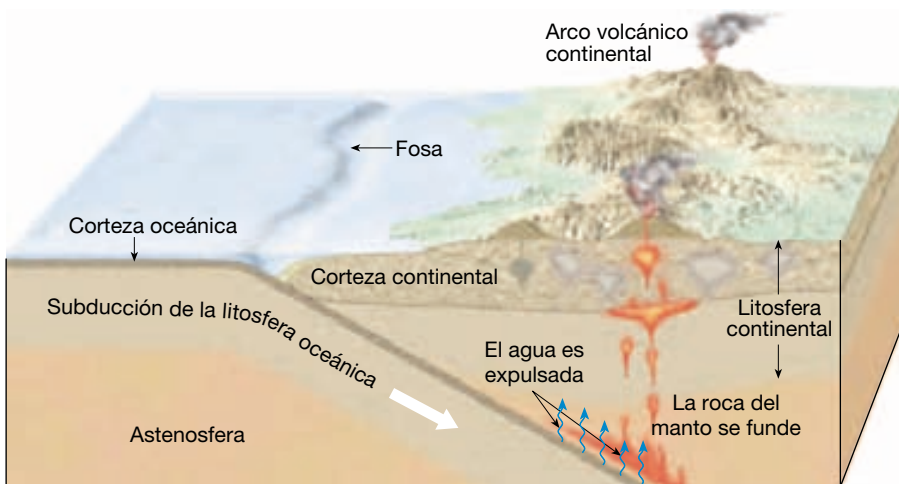 Arco volcánico
continental
Fosa
Corteza oceánica
Corteza continental
Subducción de la litosfera oceánica
Litosfera
continental
El agua es
expulsada
La roca del
manto se funde
Astenosfera